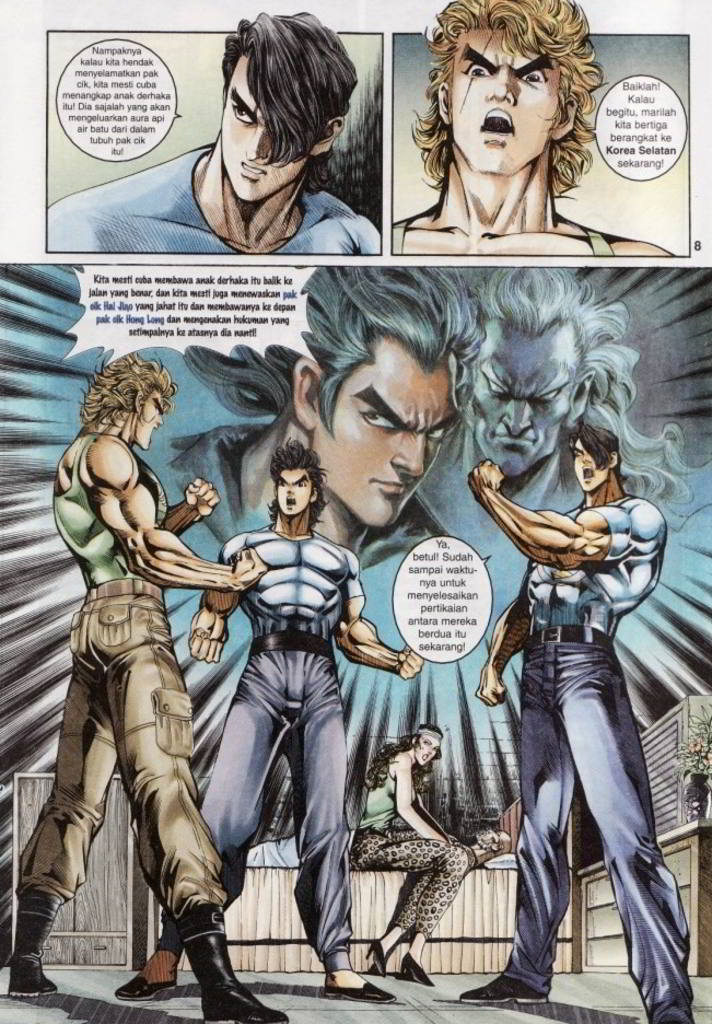 Nampaknya
kalau kita hendak
menyelamatkan pak
cik, kita mesti cuba
menangkap anak derhaka
itu! Dia sajalah yang akan
mengeluarkan aura api
air batu dari dalam
tubuh pak cik
itu!
Baiklah!
Kalau
begitu, marilah
kita bertiga
berangkat ke
Korea Selatan
sekarang!
8
Kita mesti cuba membawa anak derhaka itu balik ke
jalan yang benar, dan kita mesti juga menewaskan pak
cik Hai Jiao yang jahat itu dan membawanya ke depan
pak cik Hong Long dan mengenakan hukuman yang
setimpalnya ke atasnya dia nanti!
Ya,
betul! Sudah
sampai waktu-
nya untuk
menyelesaikan
pertikaian
antara mereka
berdua itu
sekarang!